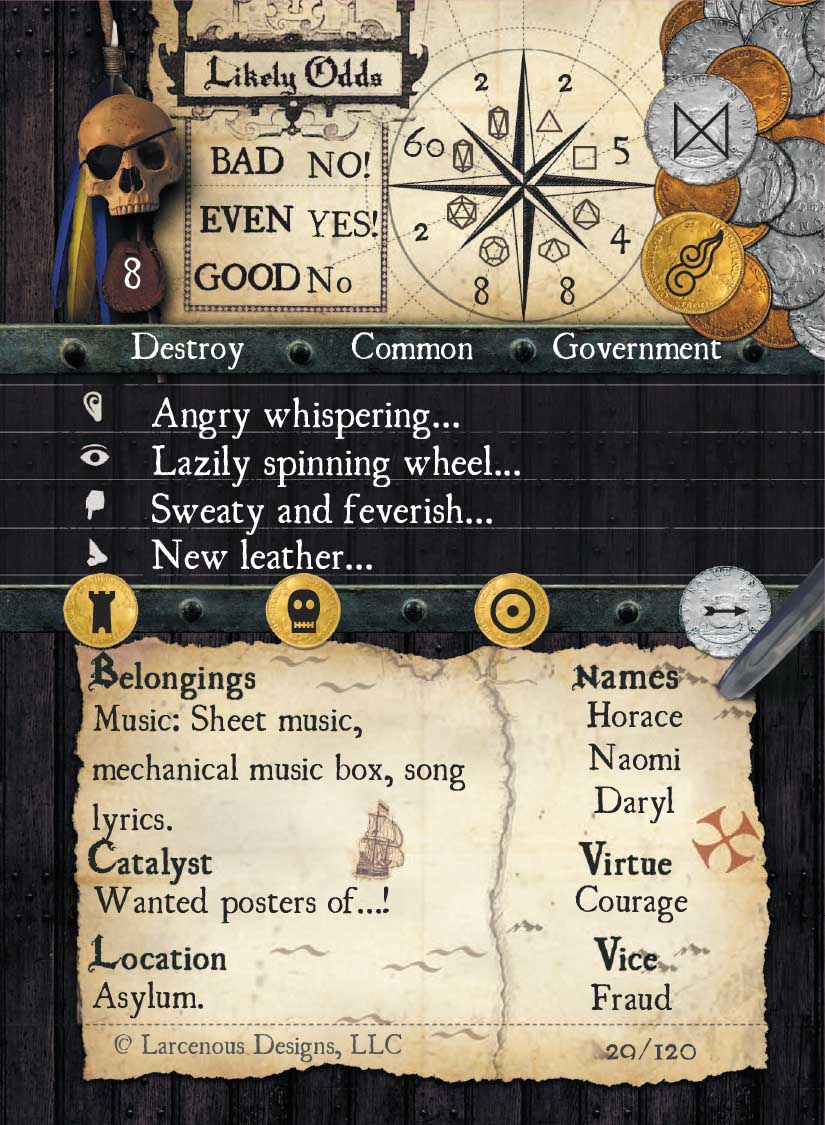 Likely Odds
BAD NO!
EVEN YES!
GOOD No
8
2 2
60 5
2 4
8 8
Destroy Common Government
Angry whispering...
Lazily spinning wheel...
Sweaty and feverish...
New leather...
Belongings
Music: Sheet music,
mechanical music box, song
lyrics.
Catalyst
Wanted posters of...!
Location
Asylum.
Names
Horace
Naomi
Daryl
Virtue
Courage
Vice
Fraud
© Larcenous Designs, LLC
29/120